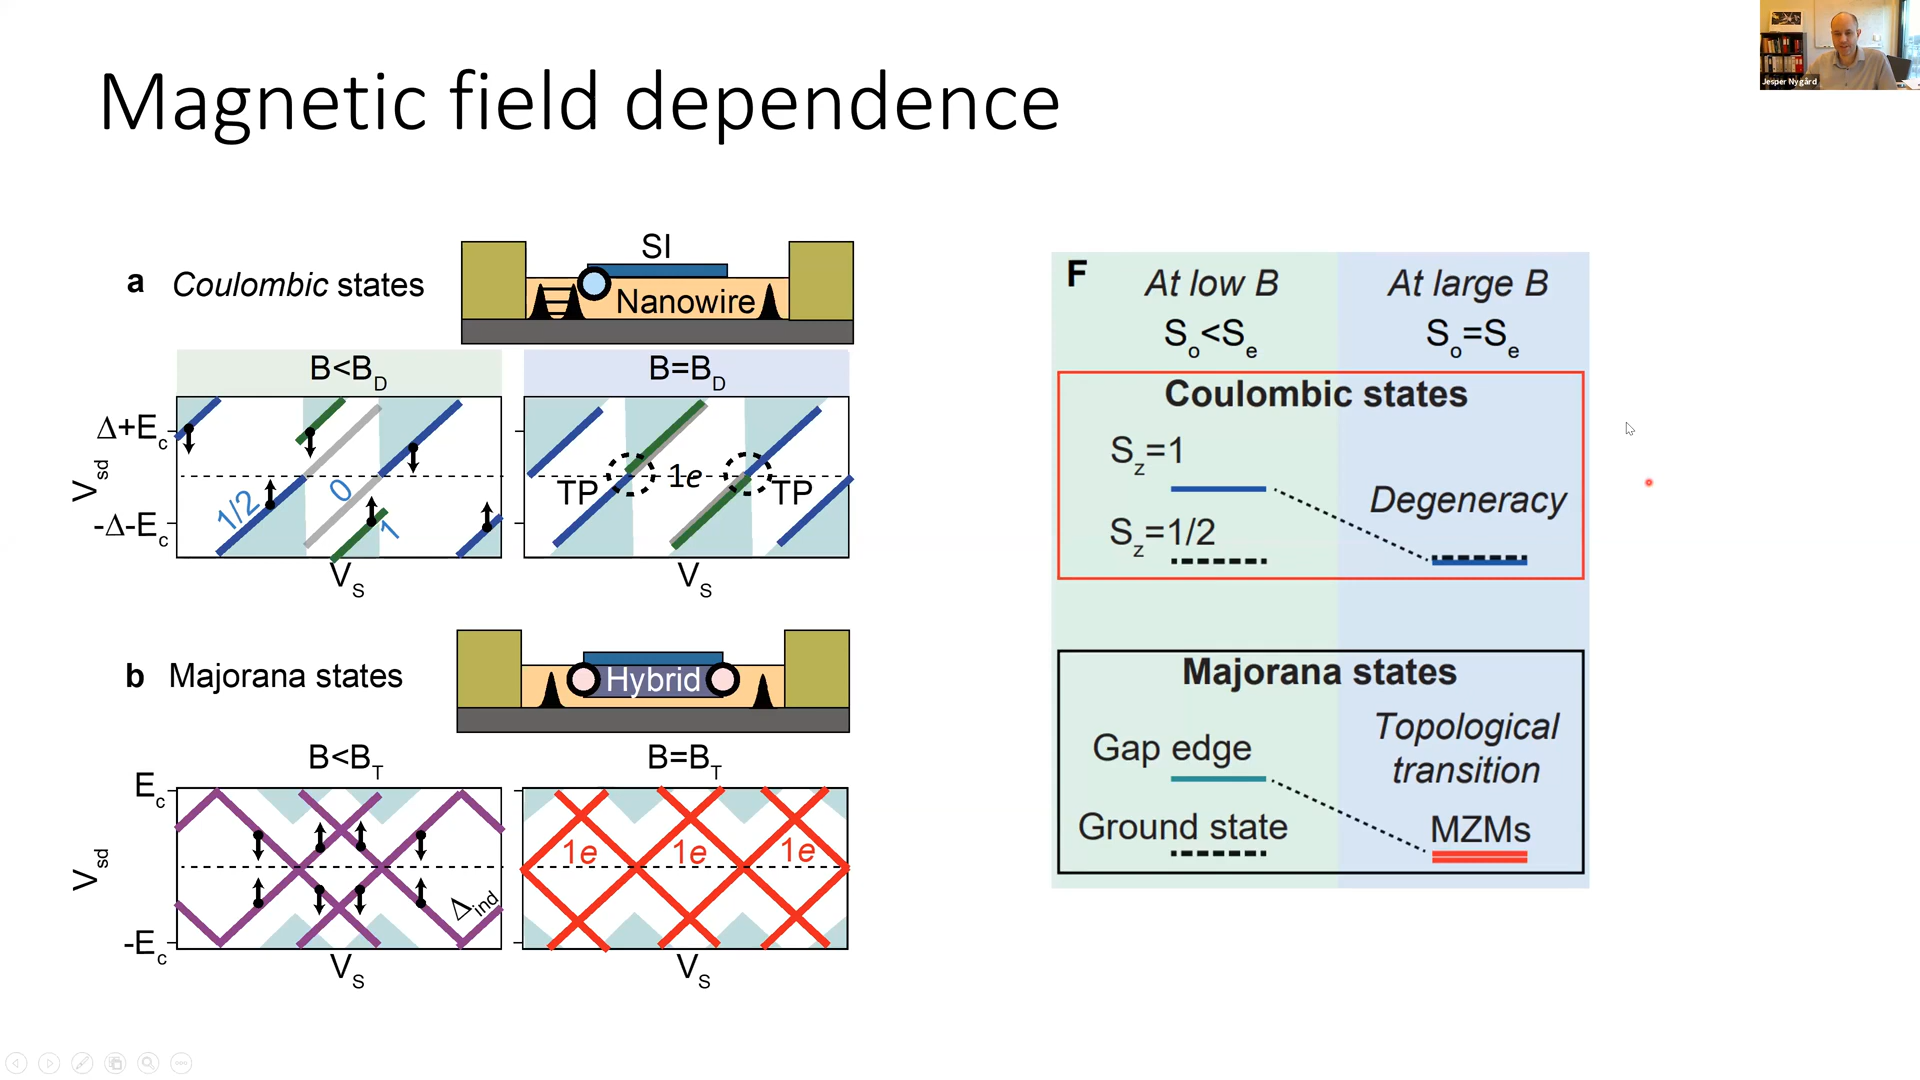 Magnetic field dependence
Jesper Nygård
a Coulombic states
SI
Nanowire
B<B_D
B=B_D
Δ+E_c
V_sd
-Δ-E_c
1/2
0
1
TP
1e
TP
V_S
V_S
b Majorana states
Hybrid
B<B_T
B=B_T
E_c
V_sd
-E_c
Δ_ind
1e
1e
1e
V_S
V_S
F
At low B
At large B
S_o<S_e
S_o=S_e
Coulombic states
S_z=1
Degeneracy
S_z=1/2
Majorana states
Topological
transition
Gap edge
Ground state
MZMs